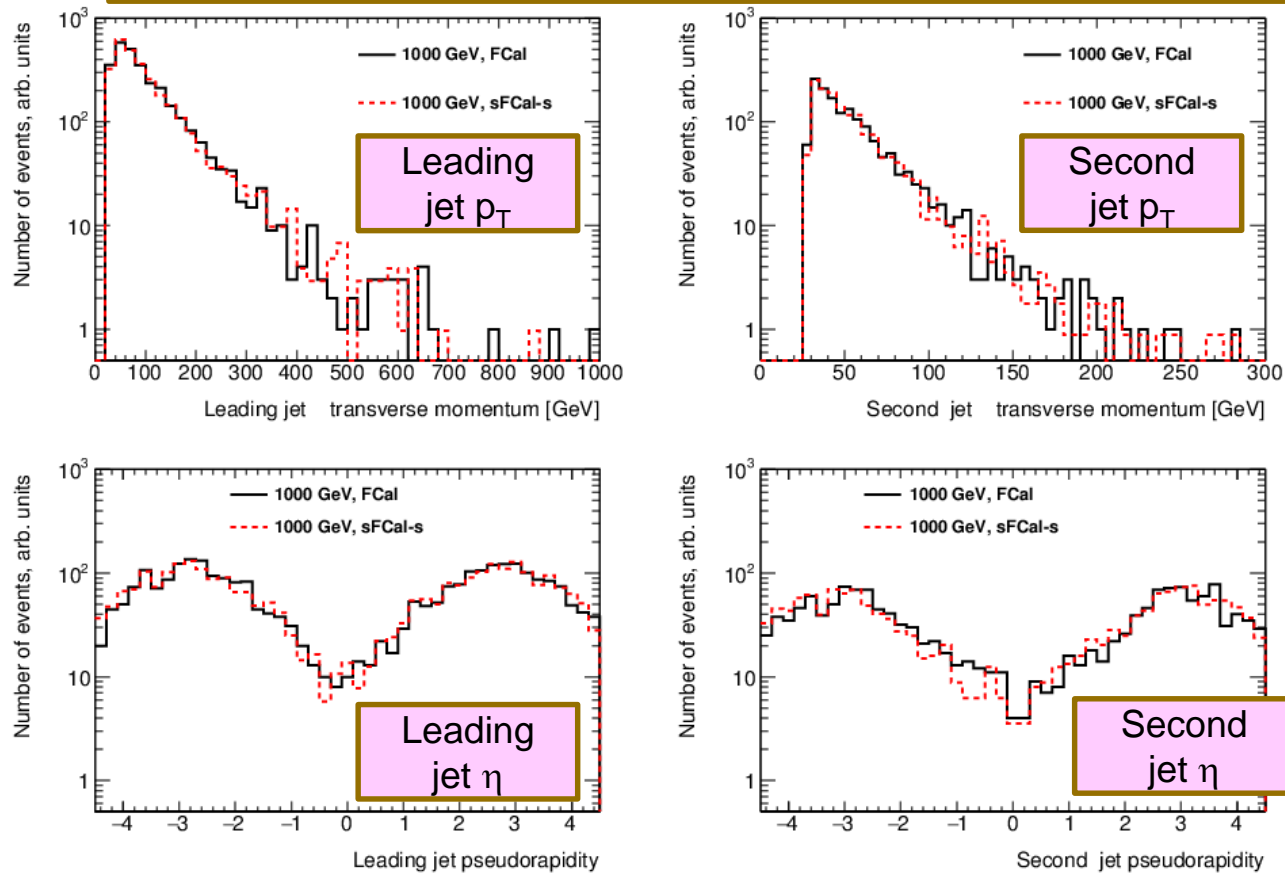 Number of events, arb. units
10³
10²
10
1
1000 GeV, FCal
1000 GeV, sFCal-s
Leading
jet pT
0 100 200 300 400 500 600 700 800 900 1000
Leading jet transverse momentum [GeV]
Number of events, arb. units
10³
10²
10
1
1000 GeV, FCal
1000 GeV, sFCal-s
Second
jet pT
0 50 100 150 200 250 300
Second jet transverse momentum [GeV]
Number of events, arb. units
10³
10²
10
1
1000 GeV, FCal
1000 GeV, sFCal-s
Leading
jet η
−4 −3 −2 −1 0 1 2 3 4
Leading jet pseudorapidity
Number of events, arb. units
10³
10²
10
1
1000 GeV, FCal
1000 GeV, sFCal-s
Second
jet η
−4 −3 −2 −1 0 1 2 3 4
Second jet pseudorapidity